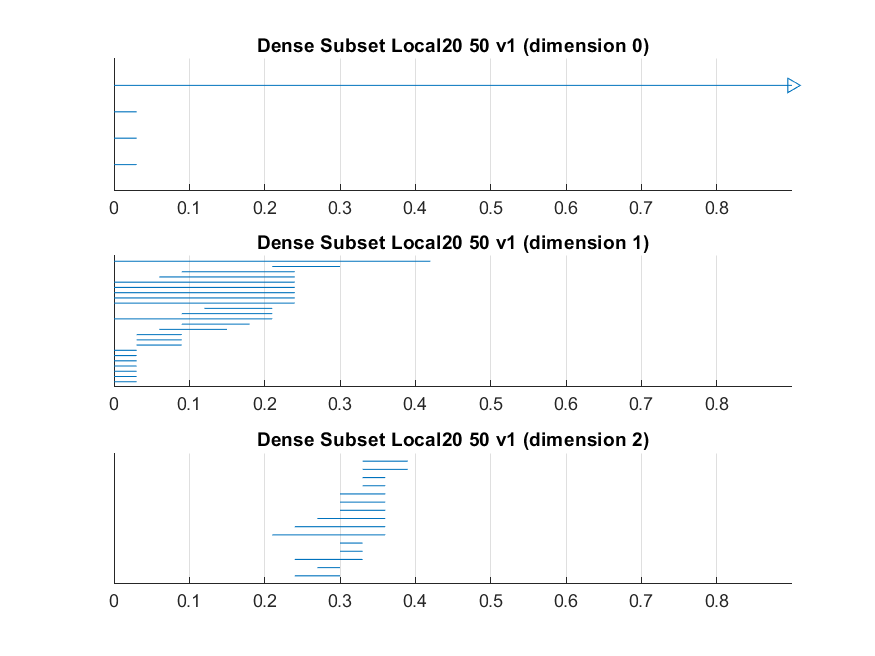 Dense Subset Local20 50 v1 (dimension 0)
0 0.1 0.2 0.3 0.4 0.5 0.6 0.7 0.8
Dense Subset Local20 50 v1 (dimension 1)
0 0.1 0.2 0.3 0.4 0.5 0.6 0.7 0.8
Dense Subset Local20 50 v1 (dimension 2)
0 0.1 0.2 0.3 0.4 0.5 0.6 0.7 0.8